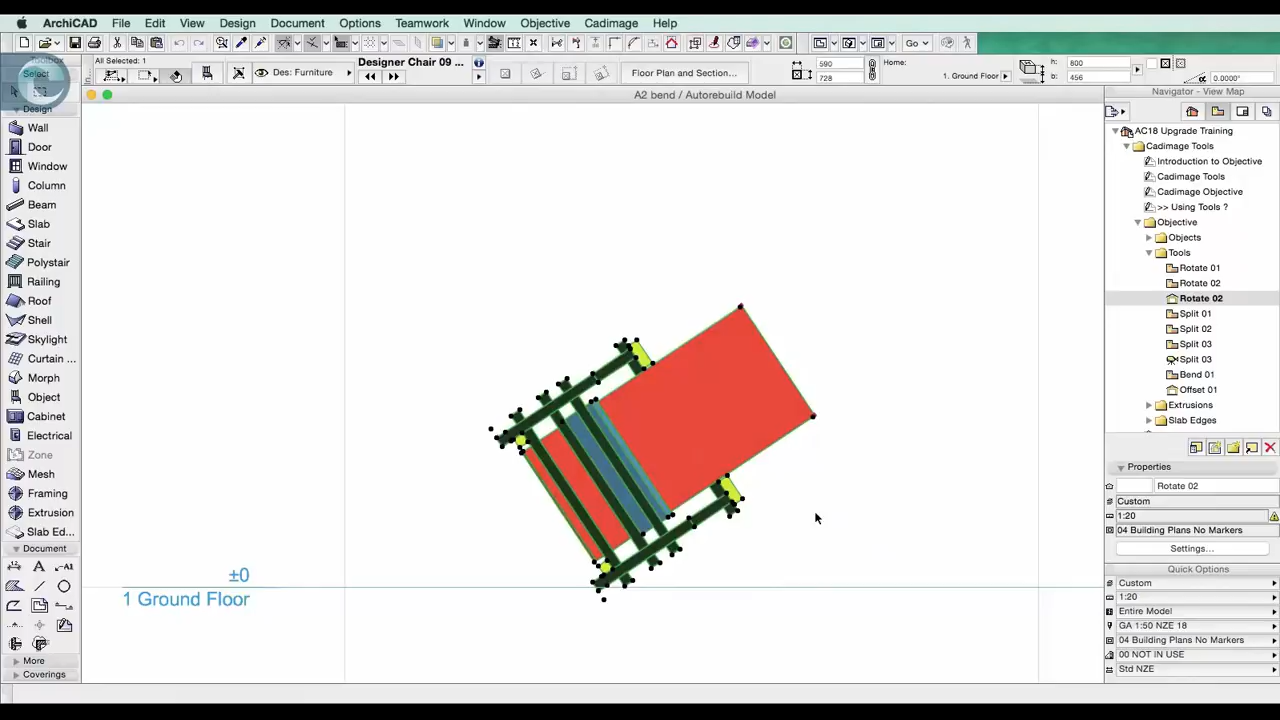 ArchiCAD File Edit View Design Document Options Teamwork Window Objective Cadimage Help
Go
All Selected: 1
Designer Chair 09 ...
Des: Furniture
Floor Plan and Section...
590
728
Home:
1. Ground Floor
h: 800
b: 456
0.0000°
A2 bend / Autorebuild Model
Select
Design
Wall
Door
Window
Column
Beam
Slab
Stair
Polystair
Railing
Roof
Shell
Skylight
Curtain ...
Morph
Object
Cabinet
Electrical
Zone
Mesh
Framing
Extrusion
Slab Ed...
Document
More
Coverings
±0
1 Ground Floor
Navigator - View Map
AC18 Upgrade Training
Cadimage Tools
Introduction to Objective
Cadimage Tools
Cadimage Objective
>> Using Tools ?
Objective
Objects
Tools
Rotate 01
Rotate 02
Rotate 02
Split 01
Split 02
Split 03
Split 03
Bend 01
Offset 01
Extrusions
Slab Edges
Properties
Rotate 02
Custom
1:20
04 Building Plans No Markers
Settings...
Quick Options
Custom
1:20
Entire Model
GA 1:50 NZE 18
04 Building Plans No Markers
00 NOT IN USE
Std NZE